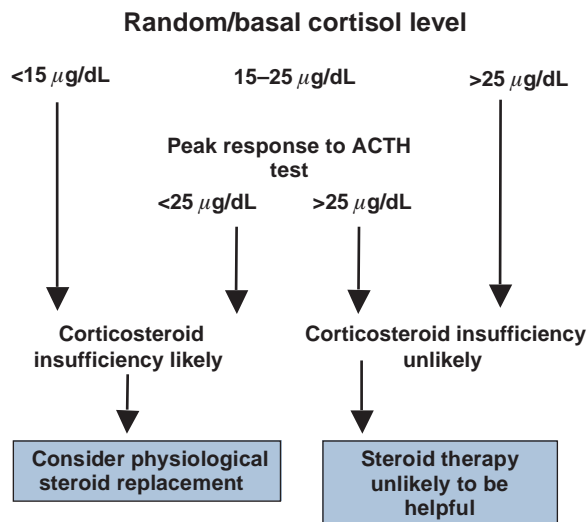 Random/basal cortisol level
<15 µg/dL
15–25 µg/dL
>25 µg/dL
Peak response to ACTH
test
<25 µg/dL
>25 µg/dL
Corticosteroid
insufficiency likely
Corticosteroid insufficiency
unlikely
Consider physiological
steroid replacement
Steroid therapy
unlikely to be
helpful